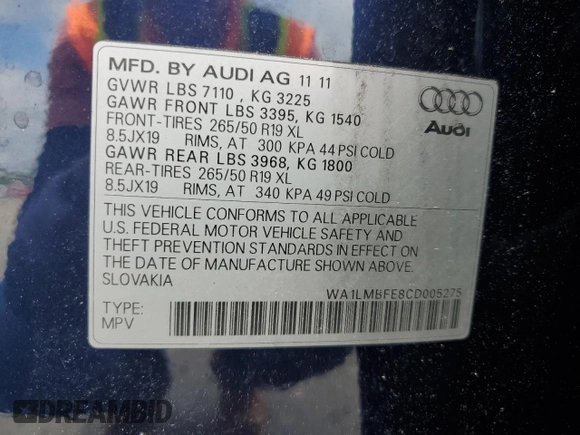 MFD. BY AUDI AG 11 11
GVWR LBS 7110 , KG 3225
GAWR FRONT LBS 3395, KG 1540
FRONT-TIRES 265/50 R19 XL
8.5JX19 RIMS, AT 300 KPA 44 PSI COLD
GAWR REAR LBS 3968, KG 1800
REAR-TIRES 265/50 R19 XL
8.5JX19 RIMS, AT 340 KPA 49 PSI COLD
Audi
THIS VEHICLE CONFORMS TO ALL APPLICABLE
U.S. FEDERAL MOTOR VEHICLE SAFETY AND
THEFT PREVENTION STANDARDS IN EFFECT ON
THE DATE OF MANUFACTURE SHOWN ABOVE.
SLOVAKIA
WA1LMBFE8CD005275
TYPE:
MPV
DREAMBID